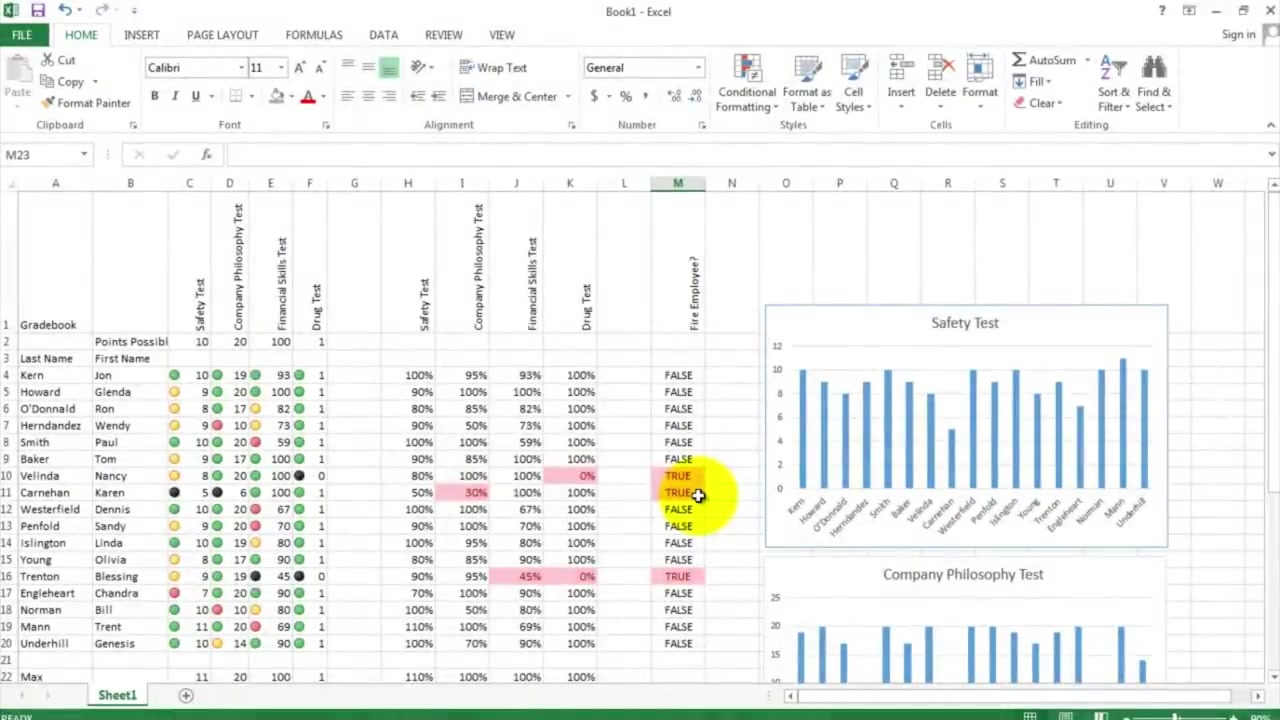 Book1 - Excel
Sign in
FILE HOME INSERT PAGE LAYOUT FORMULAS DATA REVIEW VIEW
Paste
Cut
Copy
Format Painter
Clipboard
Calibri 11
B I U
Font
Wrap Text
Merge & Center
Alignment
General
$ % ,
Number
Conditional Formatting
Format as Table
Cell Styles
Styles
Insert Delete Format
Cells
AutoSum
Fill
Clear
Sort & Filter
Find & Select
Editing
M23
fx
A B C D E F G H I J K L M N O P Q R S T U V W
1 Gradebook Safety Test Company Philosophy Test Financial Skills Test Drug Test Safety Test Company Philosophy Test Financial Skills Test Drug Test Fire Employee?
2 Points Possibl 10 20 100 1
3 Last Name First Name
4 Kern Jon 10 19 93 1 100% 95% 93% 100% FALSE
5 Howard Glenda 9 20 100 1 90% 100% 100% 100% FALSE
6 O'Donnald Ron 8 17 82 1 80% 85% 82% 100% FALSE
7 Herndandez Wendy 9 10 73 1 90% 50% 73% 100% FALSE
8 Smith Paul 10 20 59 1 100% 100% 59% 100% FALSE
9 Baker Tom 9 17 100 1 90% 85% 100% 100% FALSE
10 Velinda Nancy 8 20 100 0 80% 100% 100% 0% TRUE
11 Carnehan Karen 5 6 100 1 50% 30% 100% 100% TRUE
12 Westerfield Dennis 10 20 67 1 100% 100% 67% 100% FALSE
13 Penfold Sandy 9 20 70 1 90% 100% 70% 100% FALSE
14 Islington Linda 10 19 80 1 100% 95% 80% 100% FALSE
15 Young Olivia 8 17 90 1 80% 85% 90% 100% FALSE
16 Trenton Blessing 9 19 45 0 90% 95% 45% 0% TRUE
17 Engleheart Chandra 7 20 90 1 70% 100% 90% 100% FALSE
18 Norman Bill 10 10 80 1 100% 50% 80% 100% FALSE
19 Mann Trent 11 20 69 1 110% 100% 69% 100% FALSE
20 Underhill Genesis 10 14 90 1 100% 70% 90% 100% FALSE
21
22 Max 11 20 100 1 110% 100% 100% 100%
Safety Test
12
10
8
6
4
2
0
Kern Howard O'Donnald Herndandez Smith Baker Velinda Carnehan Westerfield Penfold Islington Young Trenton Engleheart Norman Mann Underhill
Company Philosophy Test
25
20
15
10
Sheet1
READY